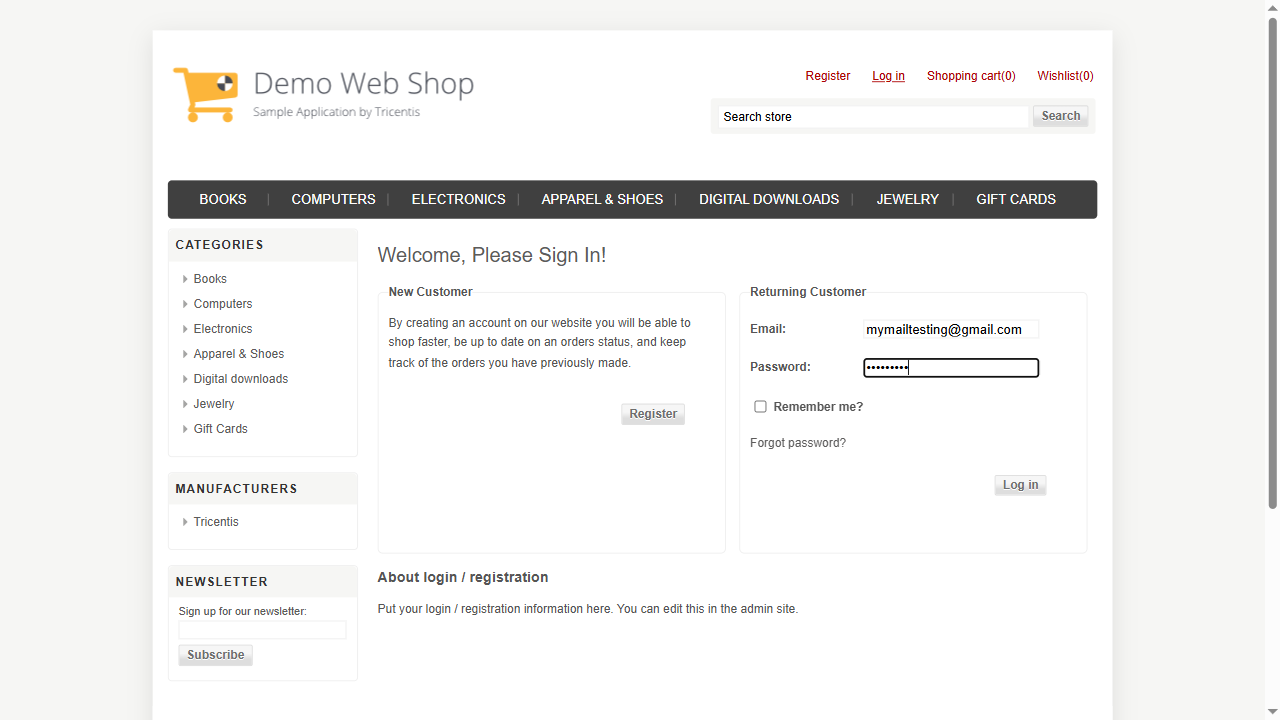 Demo Web Shop
Sample Application by Tricentis
Register Log in Shopping cart(0) Wishlist(0)
Search store Search
BOOKS COMPUTERS ELECTRONICS APPAREL & SHOES DIGITAL DOWNLOADS JEWELRY GIFT CARDS
CATEGORIES
Books
Computers
Electronics
Apparel & Shoes
Digital downloads
Jewelry
Gift Cards
MANUFACTURERS
Tricentis
NEWSLETTER
Sign up for our newsletter:
Subscribe
Welcome, Please Sign In!
New Customer
By creating an account on our website you will be able to
shop faster, be up to date on an orders status, and keep
track of the orders you have previously made.
Register
Returning Customer
Email: mymailtesting@gmail.com
Password: •••••••••
Remember me?
Forgot password?
Log in
About login / registration
Put your login / registration information here. You can edit this in the admin site.